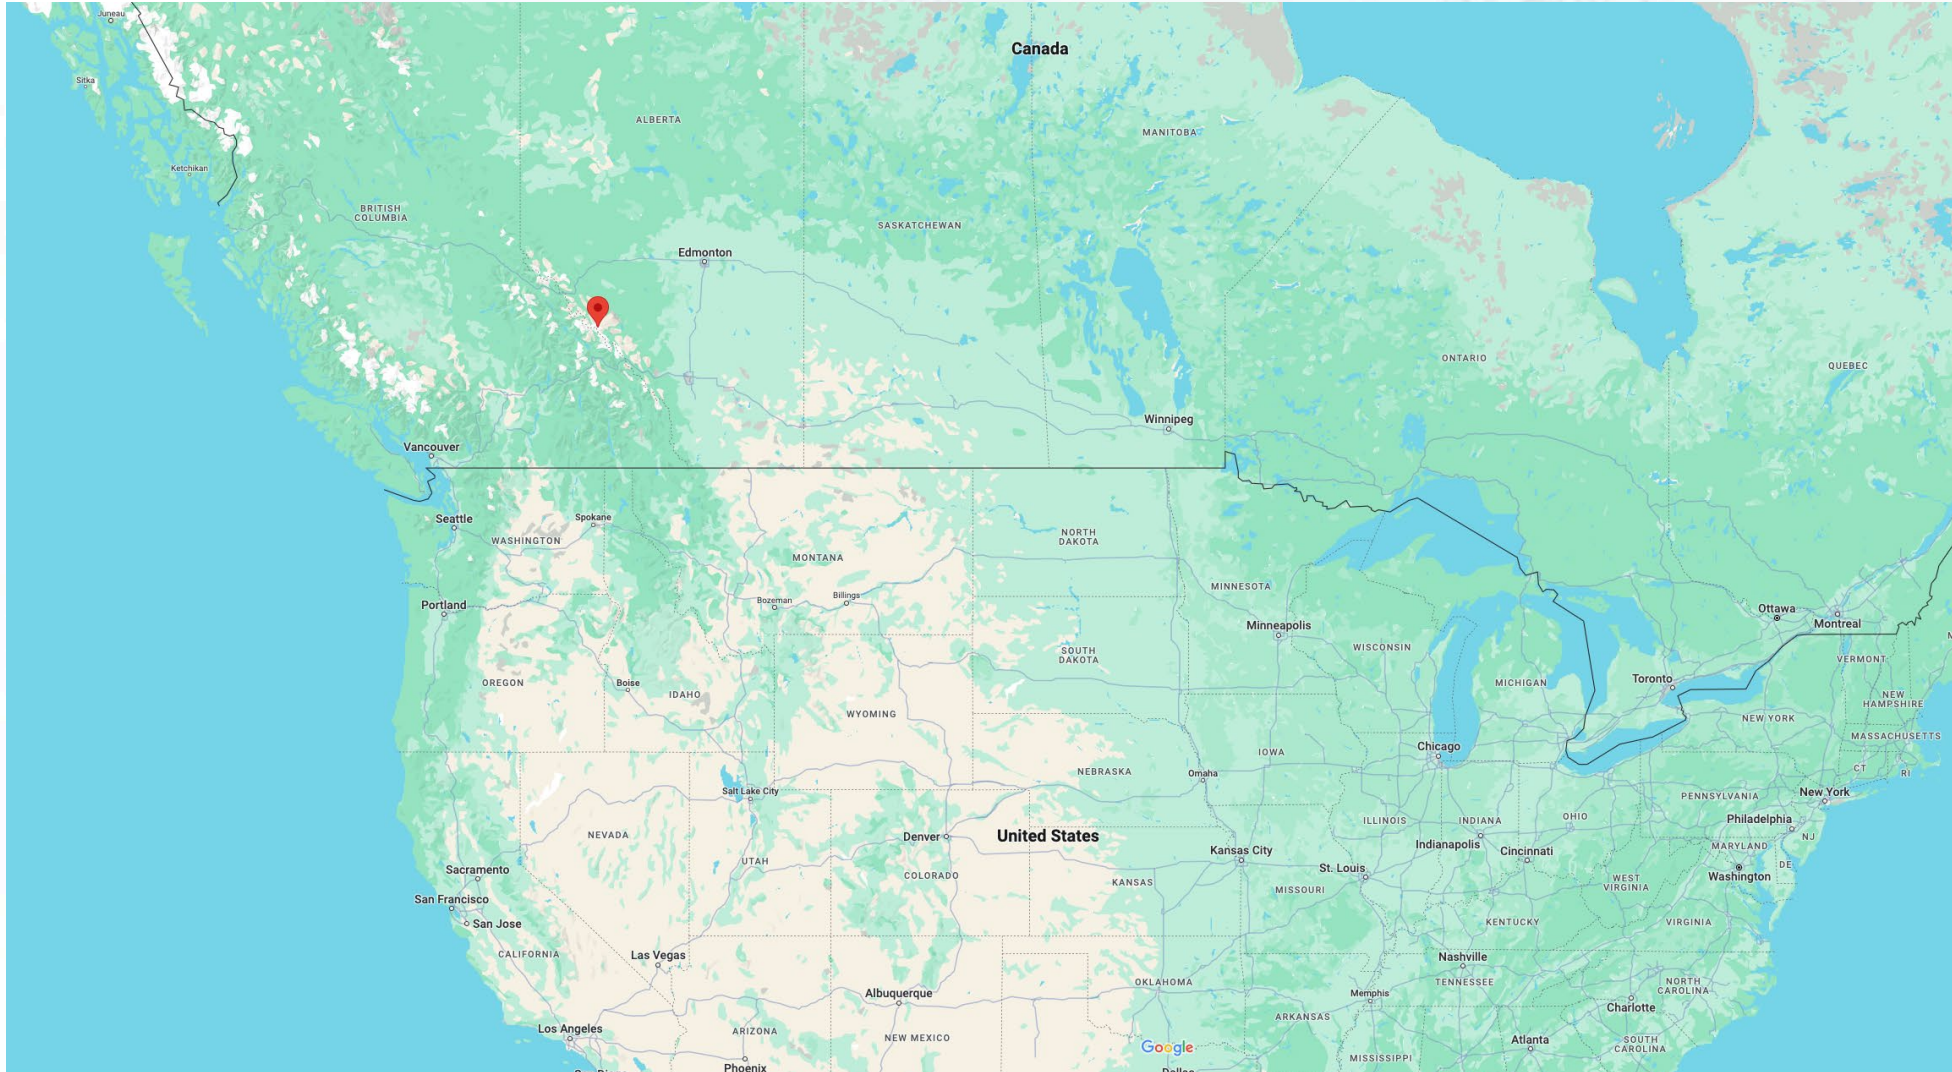 Juneau
Canada
Sitka
ALBERTA
MANITOBA
Ketchikan
BRITISH
COLUMBIA
SASKATCHEWAN
Edmonton
ONTARIO
QUEBEC
Winnipeg
Vancouver
Seattle
Spokane
WASHINGTON
NORTH
DAKOTA
MONTANA
MINNESOTA
Bozeman
Billings
Portland
Ottawa
Montreal
Minneapolis
WISCONSIN
SOUTH
DAKOTA
VERMONT
OREGON
Boise
IDAHO
MICHIGAN
Toronto
NEW
HAMPSHIRE
WYOMING
NEW YORK
MASSACHUSETTS
Chicago
IOWA
NEBRASKA
Omaha
CT
RI
Salt Lake City
PENNSYLVANIA
New York
NEVADA
Denver
United States
ILLINOIS
INDIANA
OHIO
Philadelphia
NJ
Indianapolis
Cincinnati
MARYLAND
UTAH
Kansas City
DE
Sacramento
COLORADO
KANSAS
St. Louis
MISSOURI
WEST
VIRGINIA
Washington
San Francisco
San Jose
KENTUCKY
VIRGINIA
CALIFORNIA
Las Vegas
Nashville
TENNESSEE
OKLAHOMA
NORTH
CAROLINA
Albuquerque
Memphis
Charlotte
Los Angeles
ARIZONA
NEW MEXICO
ARKANSAS
Google
Atlanta
SOUTH
CAROLINA
MISSISSIPPI
Phoenix